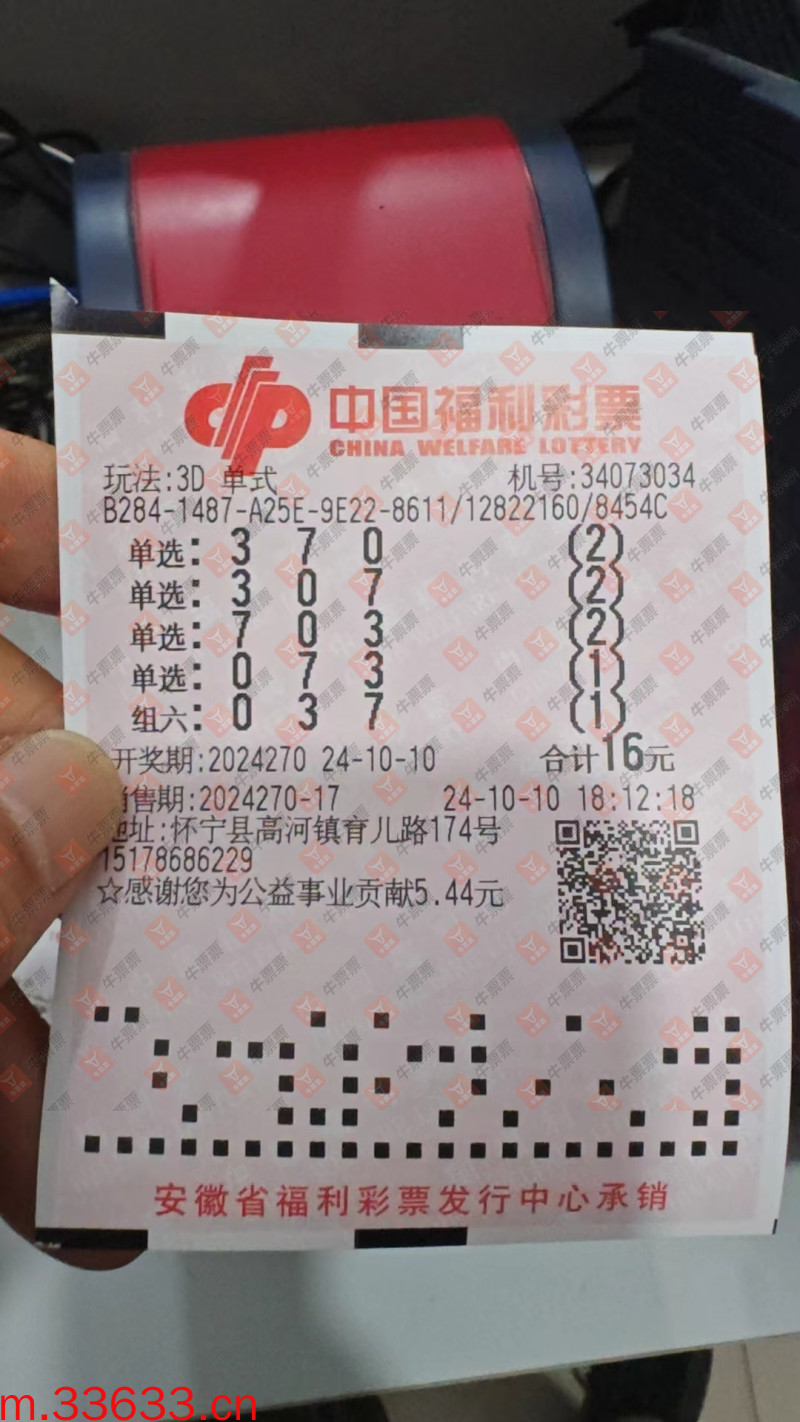 中国福利彩票
CHINA WELFARE LOTTERY
玩法:3D 单式 机号:34073034
B284-1487-A25E-9E22-8611/12822160/8454C
单选: 3 7 0 (2)
单选: 3 0 7 (2)
单选: 7 0 3 (2)
单选: 0 7 3 (1)
组六: 0 3 7 (1)
开奖期:2024270 24-10-10 合计16元
售期:2024270-17 24-10-10 18:12:18
地址:怀宁县高河镇育儿路174号
15178686229
☆感谢您为公益事业贡献5.44元
安徽省福利彩票发行中心承销
牛票票
m.33633.cn